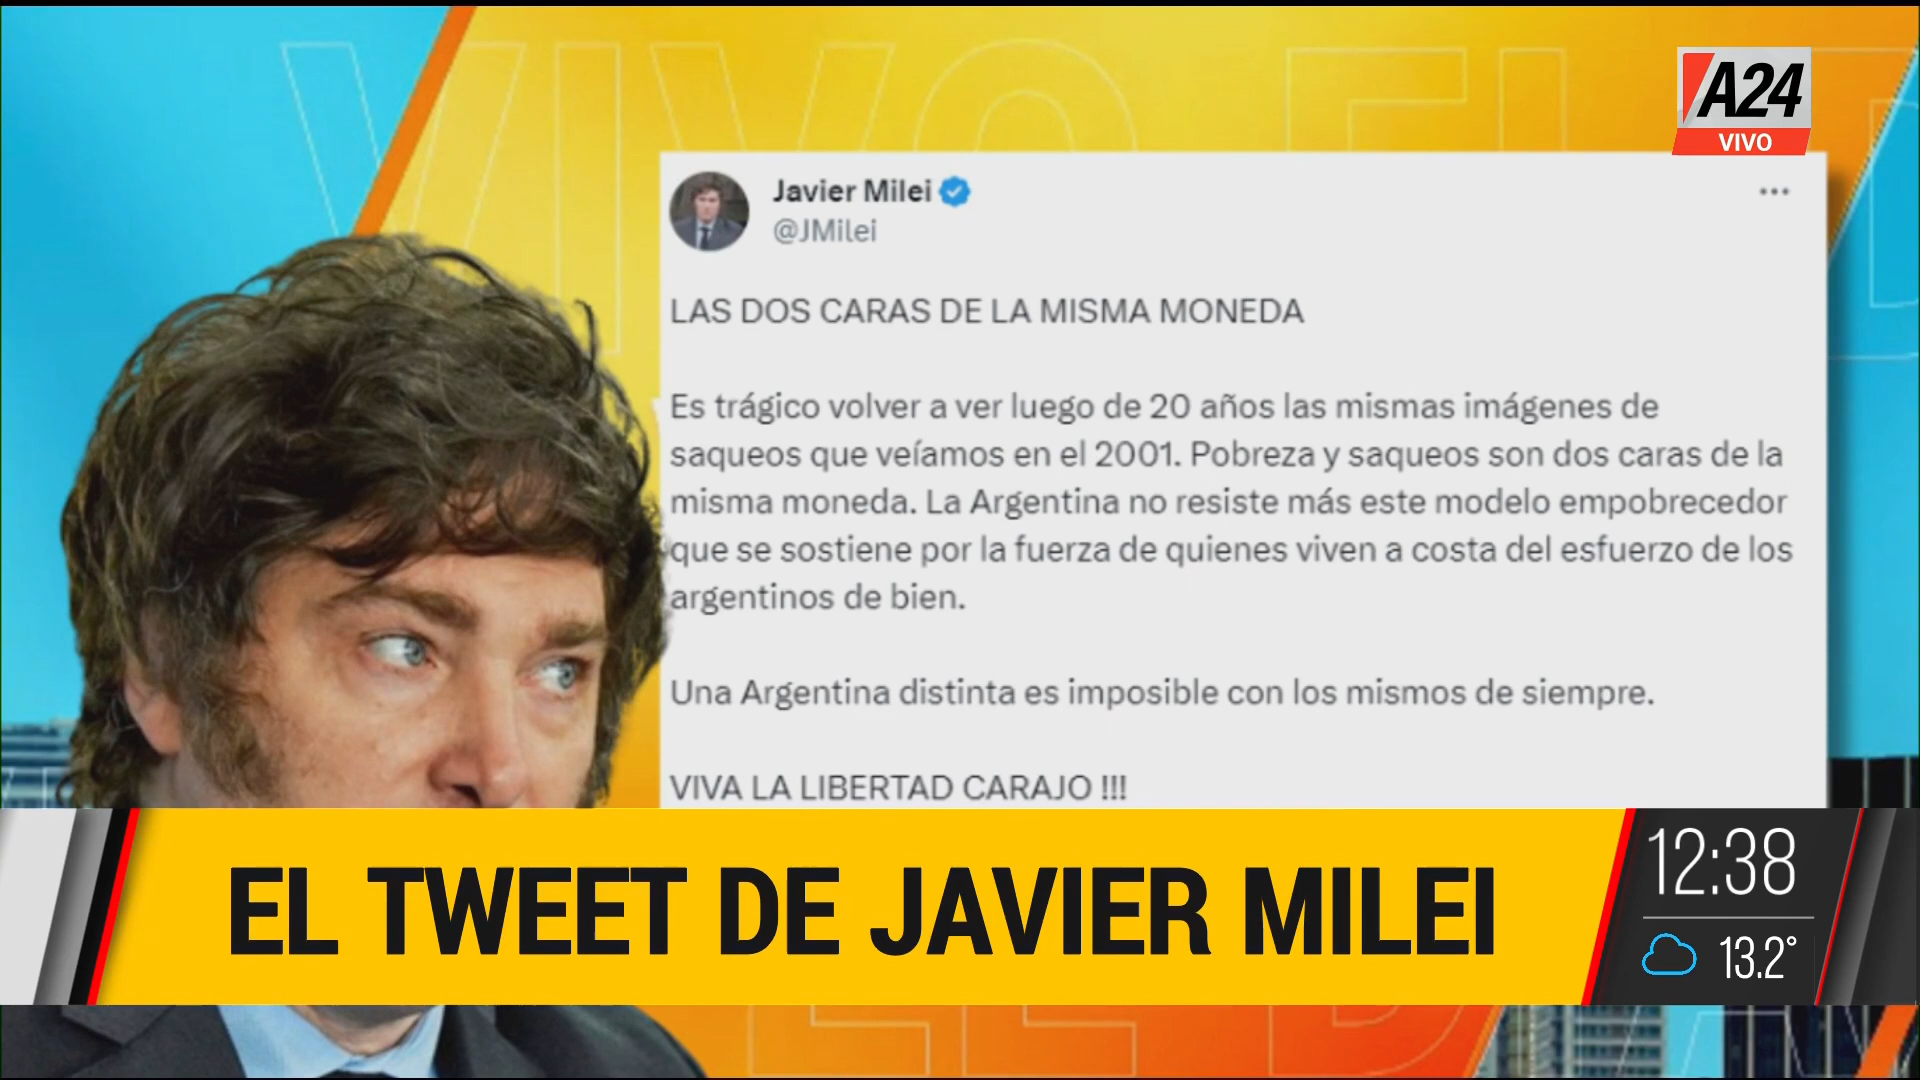 A24
VIVO
Javier Milei
@JMilei
LAS DOS CARAS DE LA MISMA MONEDA
Es trágico volver a ver luego de 20 años las mismas imágenes de
saqueos que veíamos en el 2001. Pobreza y saqueos son dos caras de la
misma moneda. La Argentina no resiste más este modelo empobrecedor
que se sostiene por la fuerza de quienes viven a costa del esfuerzo de los
argentinos de bien.
Una Argentina distinta es imposible con los mismos de siempre.
VIVA LA LIBERTAD CARAJO !!!
EL TWEET DE JAVIER MILEI
12:38
13.2°